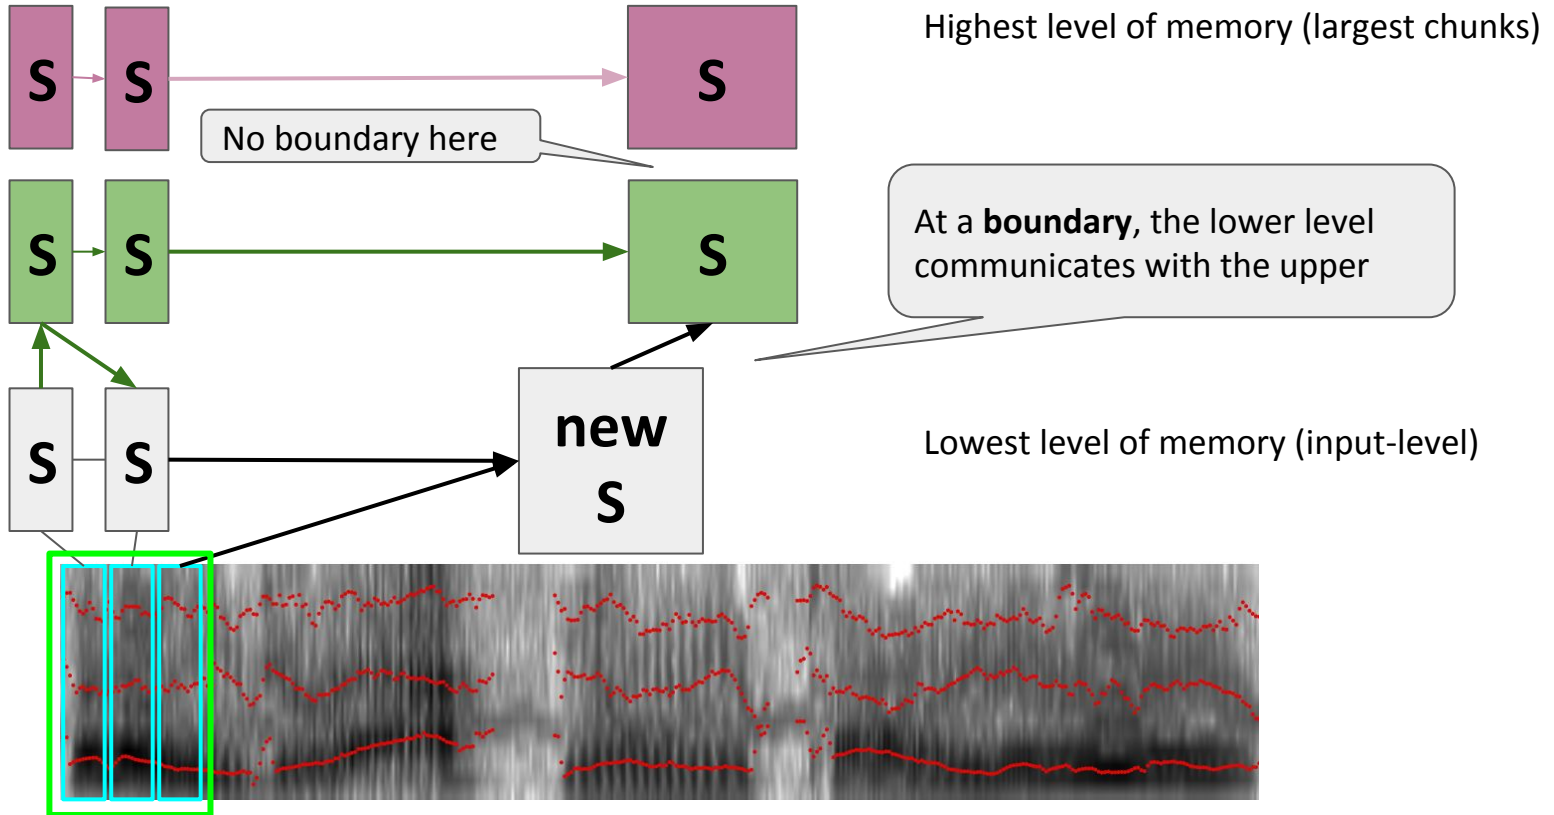 Highest level of memory (largest chunks)
S
S
S
No boundary here
At a boundary, the lower level
communicates with the upper
S
S
S
new
S
S
S
Lowest level of memory (input-level)